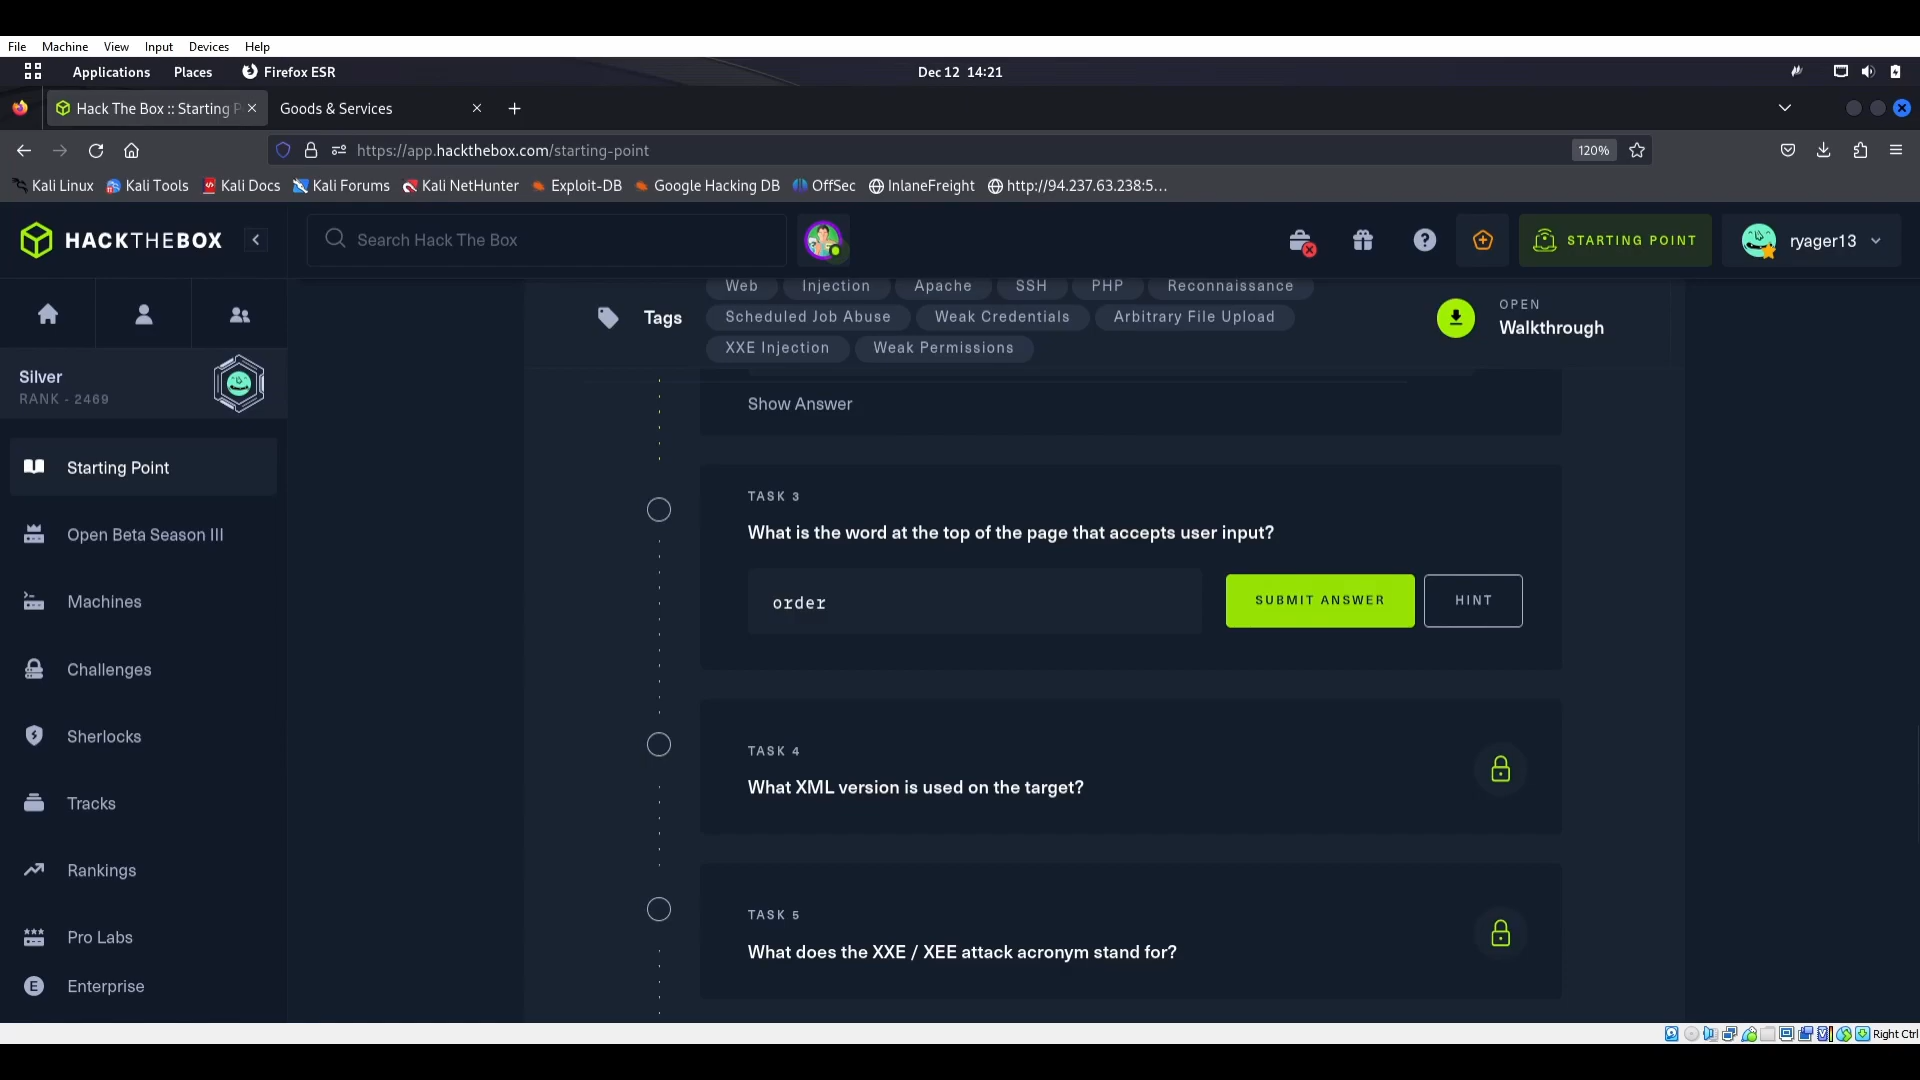 File Machine View Input Devices Help
Applications Places Firefox ESR Dec 12 14:21
Hack The Box :: Starting P Goods & Services
https://app.hackthebox.com/starting-point 120%
Kali Linux Kali Tools Kali Docs Kali Forums Kali NetHunter Exploit-DB Google Hacking DB OffSec InlaneFreight http://94.237.63.238:5…
HACKTHEBOX Search Hack The Box STARTING POINT ryager13
Web Injection Apache SSH PHP Reconnaissance
Tags Scheduled Job Abuse Weak Credentials Arbitrary File Upload
XXE Injection Weak Permissions
OPEN
Walkthrough
Silver
RANK - 2469
Starting Point
Open Beta Season III
Machines
Challenges
Sherlocks
Tracks
Rankings
Pro Labs
E Enterprise
Show Answer
TASK 3
What is the word at the top of the page that accepts user input?
order SUBMIT ANSWER HINT
TASK 4
What XML version is used on the target?
TASK 5
What does the XXE / XEE attack acronym stand for?
Right Ctrl